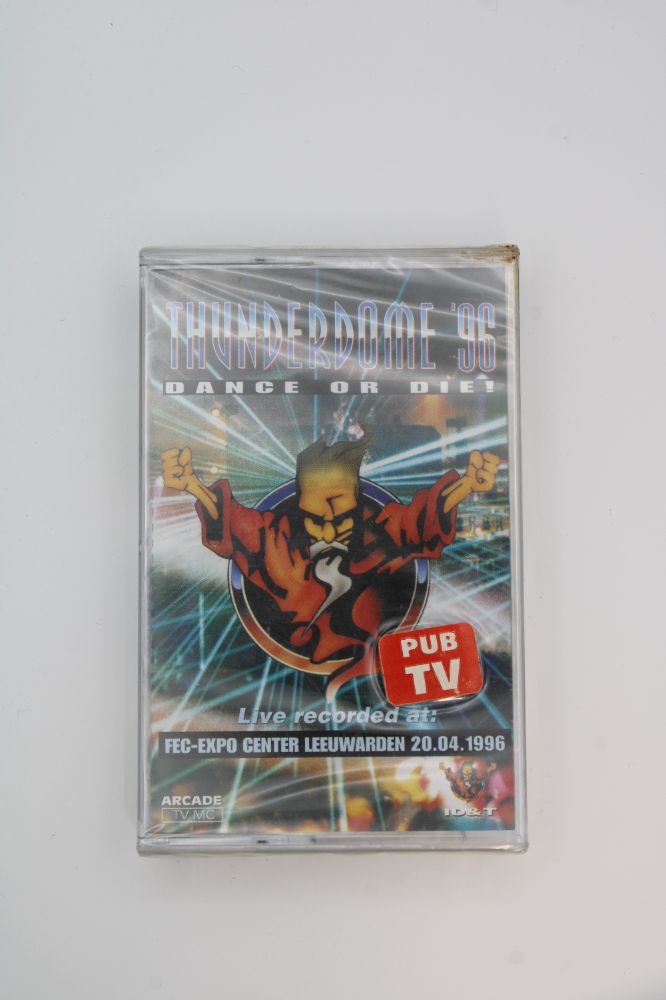 THUNDERDOME '96
DANCE OR DIE!
PUB
TV
Live recorded at:
FEC-EXPO CENTER LEEUWARDEN 20.04.1996
ARCADE
TV MC
ID&T